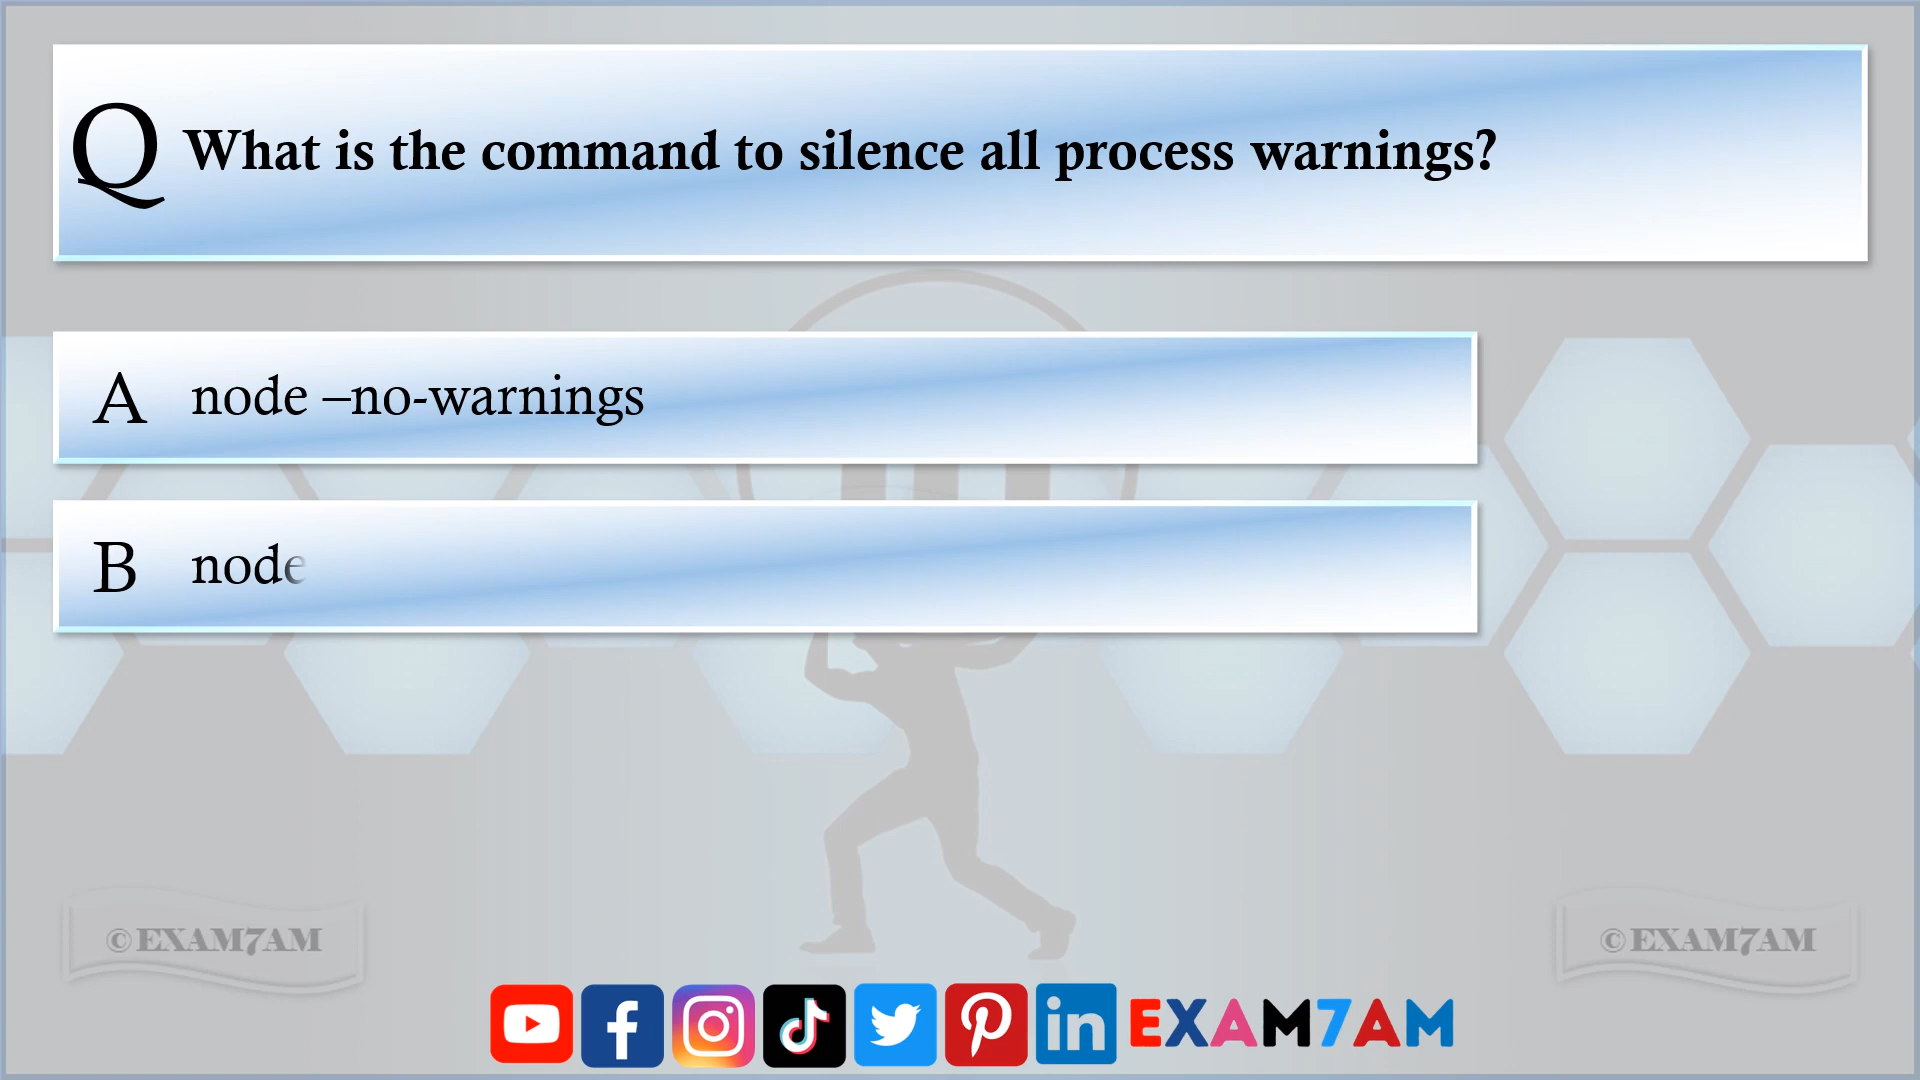 Q What is the command to silence all process warnings?
A node –no-warnings
B node
©EXAM7AM
©EXAM7AM
EXAM7AM